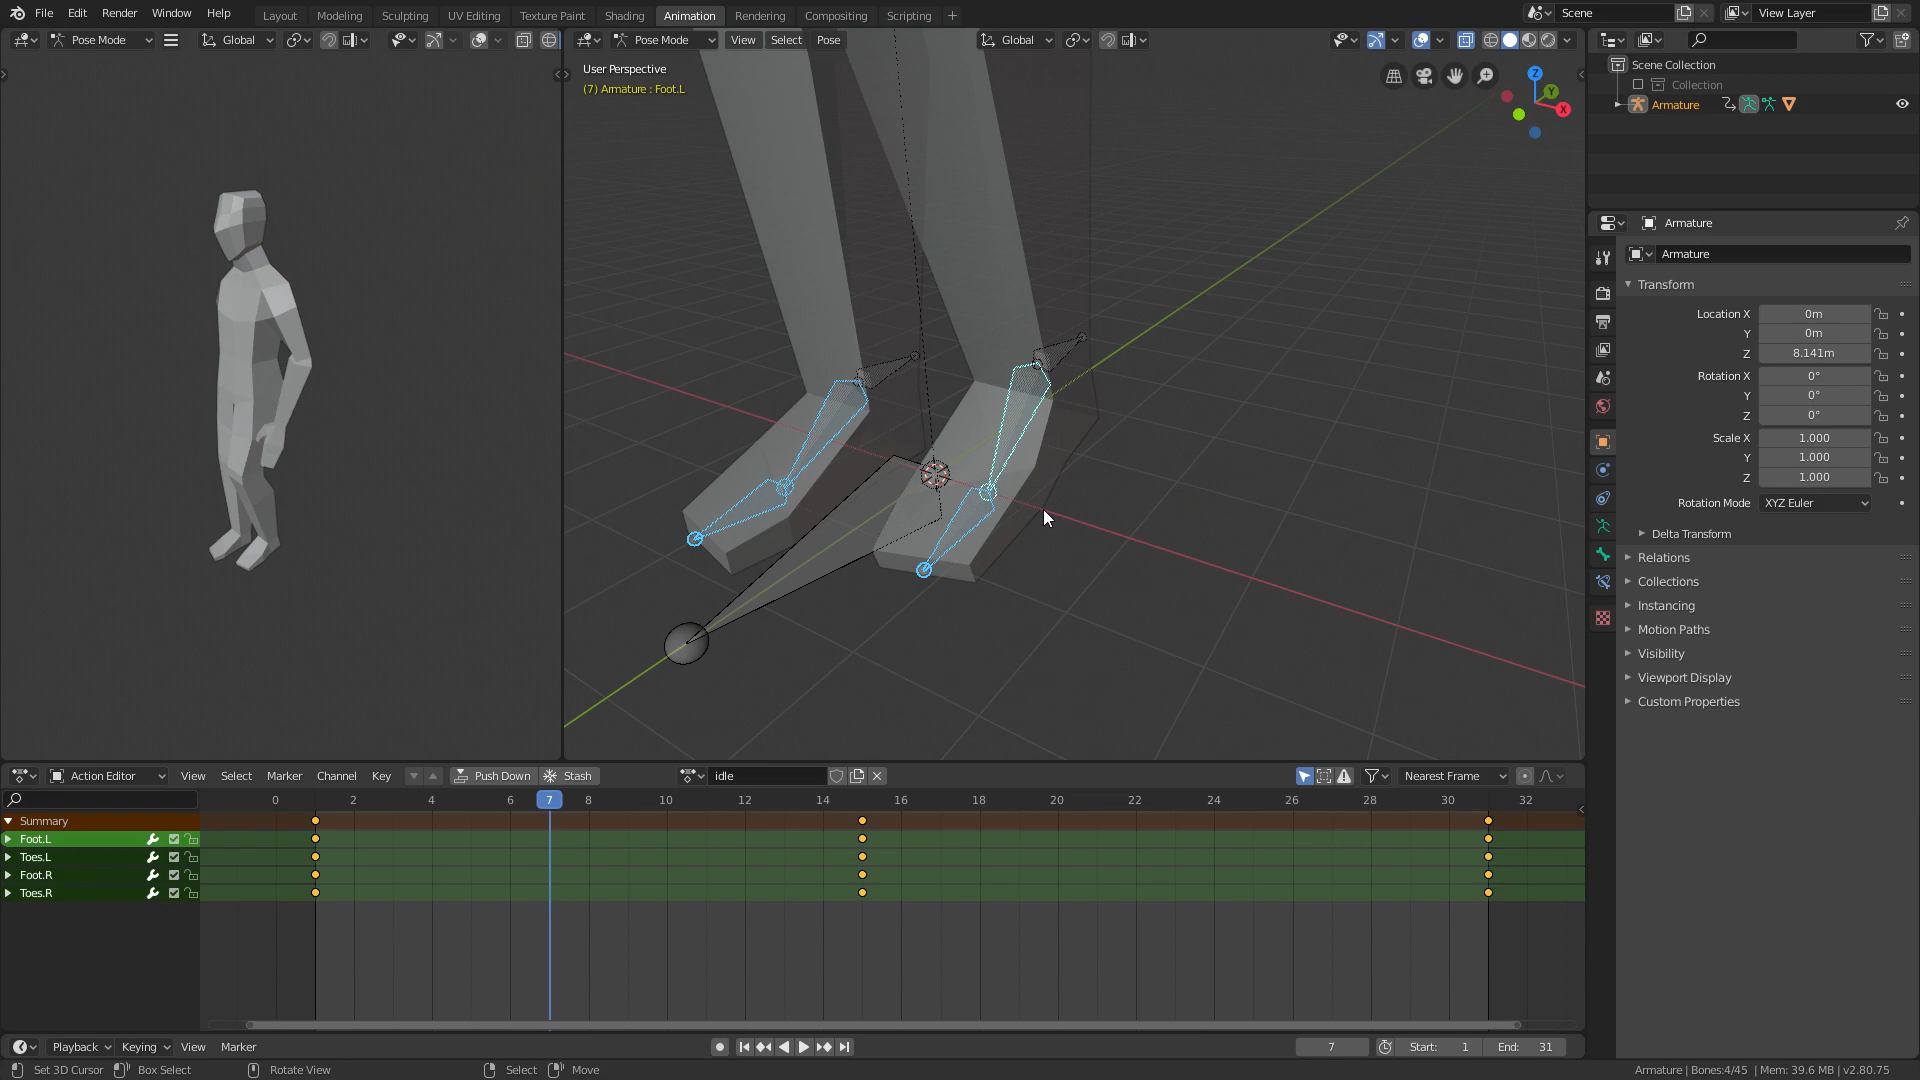 File Edit Render Window Help
Layout Modeling Sculpting UV Editing Texture Paint Shading Animation Rendering Compositing Scripting +
Scene
View Layer
Pose Mode
Global
Pose Mode
View Select Pose
Global
User Perspective
(7) Armature : Foot.L
Z
Y
X
Scene Collection
Collection
Armature
Armature
Armature
Transform
Location X 0m
Y 0m
Z 8.141m
Rotation X 0°
Y 0°
Z 0°
Scale X 1.000
Y 1.000
Z 1.000
Rotation Mode XYZ Euler
Delta Transform
Relations
Collections
Instancing
Motion Paths
Visibility
Viewport Display
Custom Properties
Action Editor View Select Marker Channel Key Push Down Stash idle Nearest Frame
0 2 4 6 7 8 10 12 14 16 18 20 22 24 26 28 30 32
Summary
Foot.L
Toes.L
Foot.R
Toes.R
Playback Keying View Marker 7 Start: 1 End: 31
Set 3D Cursor Box Select Rotate View Select Move Armature | Bones:4/45 | Mem: 39.6 MB | v2.80.75